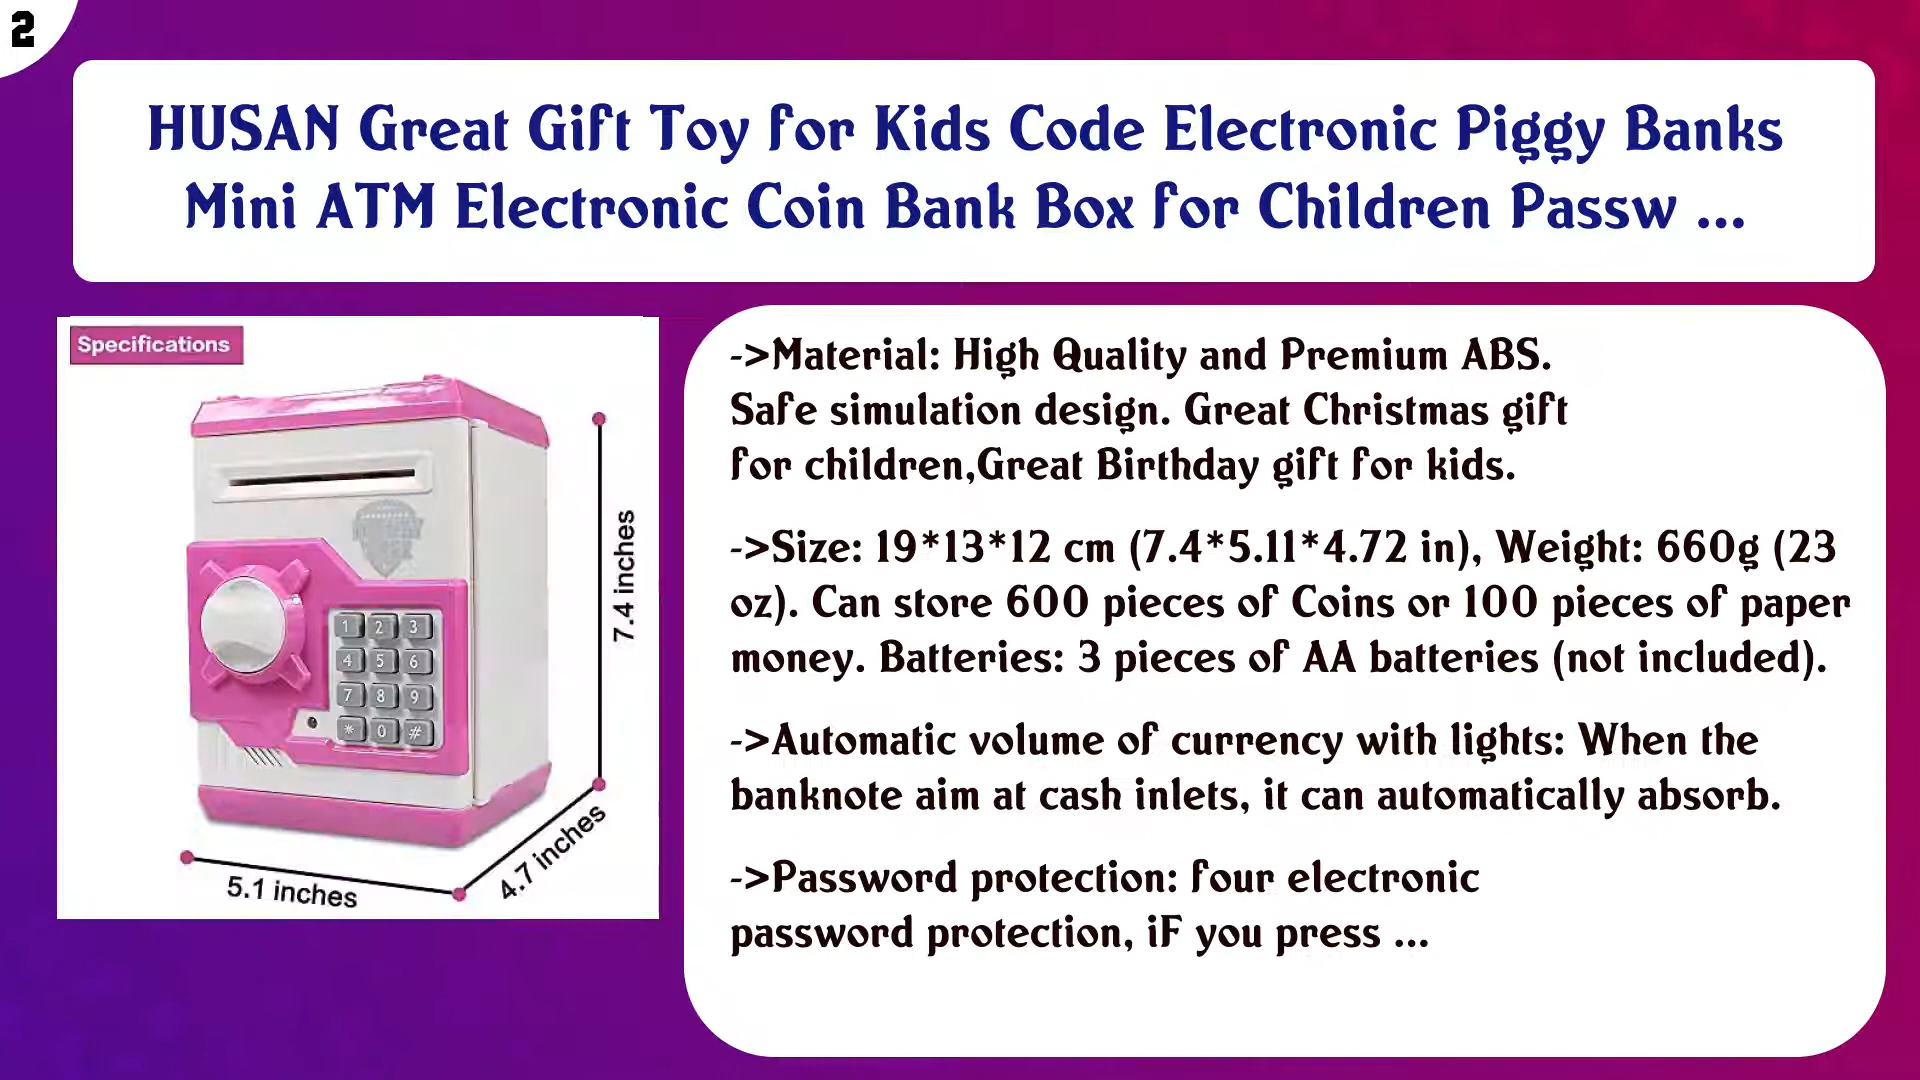 2
HUSAN Great Gift Toy for Kids Code Electronic Piggy Banks
Mini ATM Electronic Coin Bank Box for Children Passw ...
Specifications
7.4 inches
1 2 3
4 5 6
7 8 9
* 0 #
5.1 inches
4.7 inches
->Material: High Quality and Premium ABS.
Safe simulation design. Great Christmas gift
for children,Great Birthday gift for kids.
->Size: 19*13*12 cm (7.4*5.11*4.72 in), Weight: 660g (23
oz). Can store 600 pieces of Coins or 100 pieces of paper
money. Batteries: 3 pieces of AA batteries (not included).
->Automatic volume of currency with lights: When the
banknote aim at cash inlets, it can automatically absorb.
->Password protection: four electronic
password protection, iF you press ...